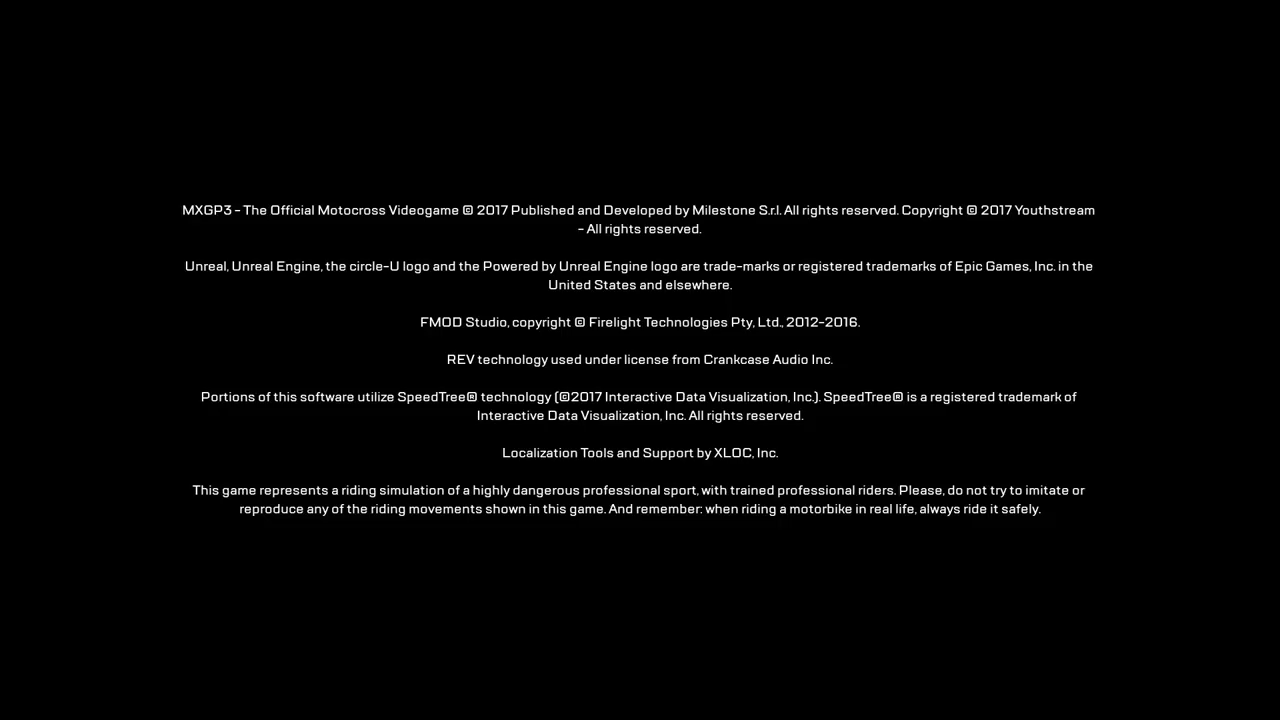 MXGP3 - The Official Motocross Videogame © 2017 Published and Developed by Milestone S.r.l. All rights reserved. Copyright © 2017 Youthstream
- All rights reserved.
Unreal, Unreal Engine, the circle-U logo and the Powered by Unreal Engine logo are trade-marks or registered trademarks of Epic Games, Inc. in the
United States and elsewhere.
FMOD Studio, copyright © Firelight Technologies Pty, Ltd., 2012-2016.
REV technology used under license from Crankcase Audio Inc.
Portions of this software utilize SpeedTree® technology (©2017 Interactive Data Visualization, Inc.). SpeedTree® is a registered trademark of
Interactive Data Visualization, Inc. All rights reserved.
Localization Tools and Support by XLOC, Inc.
This game represents a riding simulation of a highly dangerous professional sport, with trained professional riders. Please, do not try to imitate or
reproduce any of the riding movements shown in this game. And remember: when riding a motorbike in real life, always ride it safely.